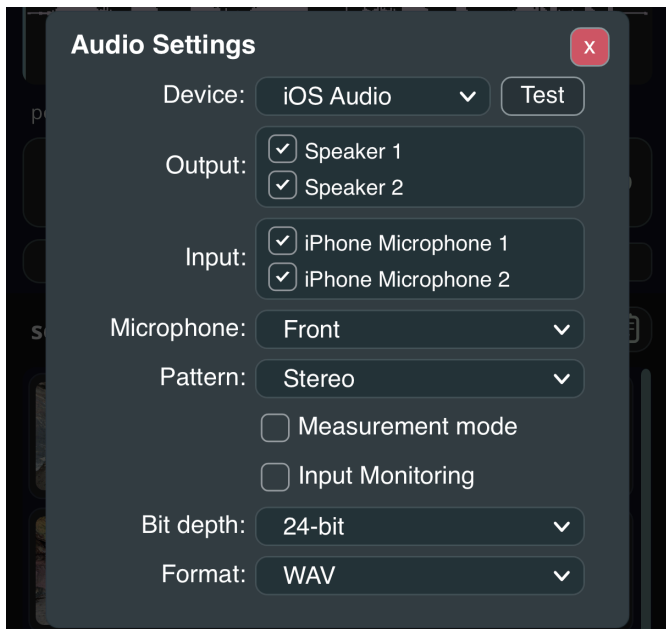 Audio Settings
x
Device: iOS Audio Test
Output: Speaker 1
Speaker 2
Input: iPhone Microphone 1
iPhone Microphone 2
Microphone: Front
Pattern: Stereo
Measurement mode
Input Monitoring
Bit depth: 24-bit
Format: WAV